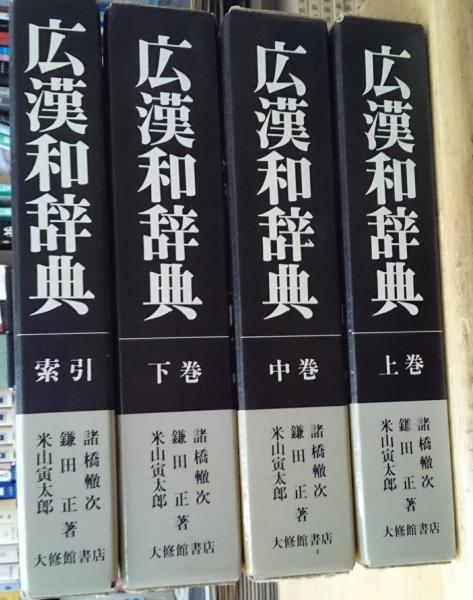 広漢和辞典
上巻
諸橋轍次
鎌田正著
米山寅太郎
大修館書店
広漢和辞典
中巻
諸橋轍次
鎌田正著
米山寅太郎
大修館書店
広漢和辞典
下巻
諸橋轍次
鎌田正著
米山寅太郎
大修館書店
広漢和辞典
索引
諸橋轍次
鎌田正著
米山寅太郎
大修館書店